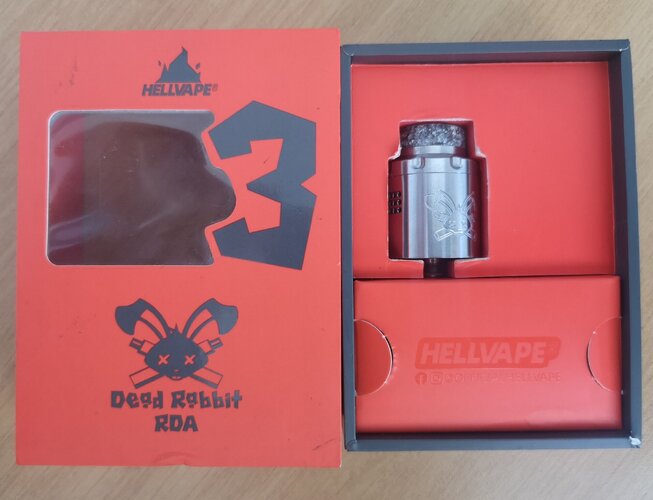 HELLVAPE®
3
Dead Rabbit
RDA
HELLVAPE®